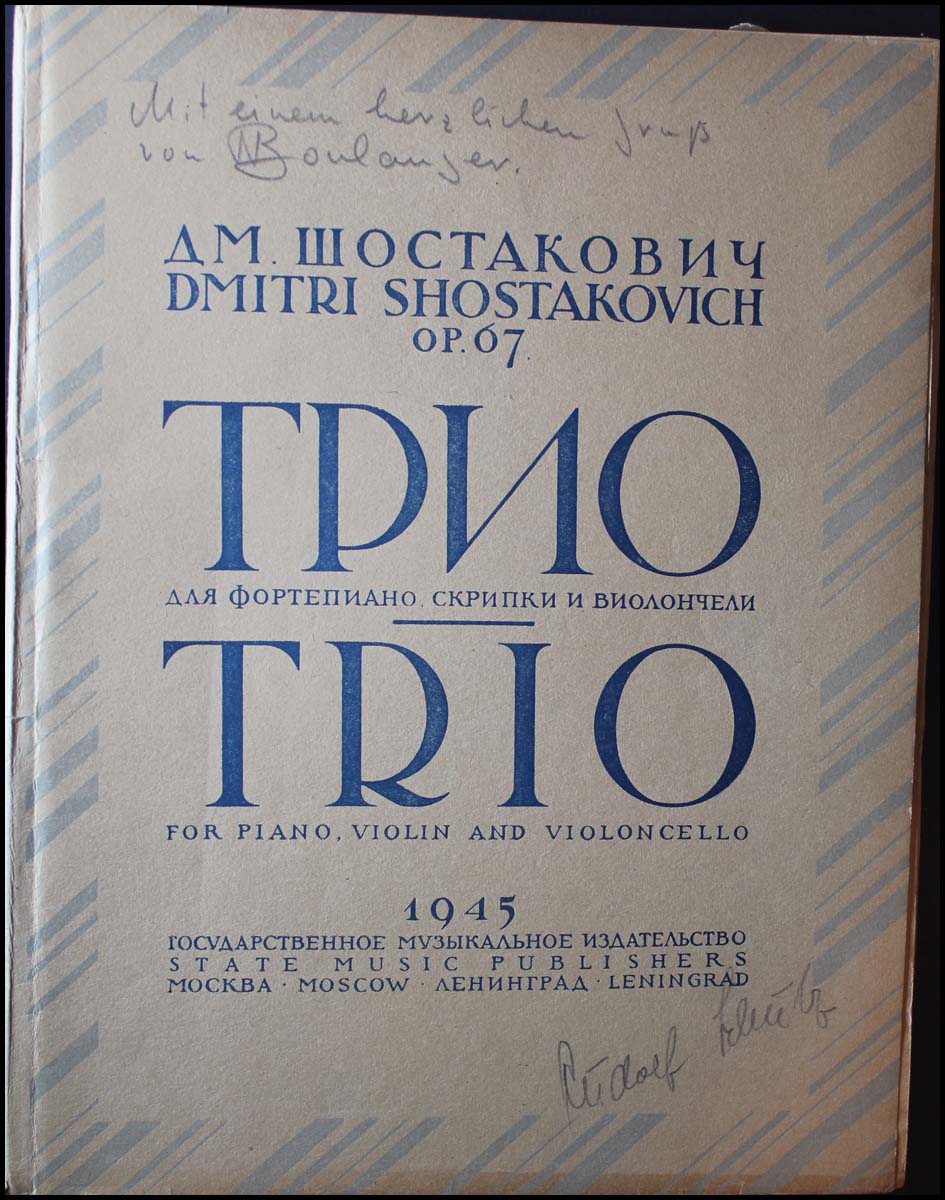 Mit einem herzlichen Gruß
von NBoulanger.
ДМ. ШОСТАКОВИЧ
DMITRI SHOSTAKOVICH
OP. 67
ТРИО
ДЛЯ ФОРТЕПИАНО, СКРИПКИ И ВИОЛОНЧЕЛИ
TRIO
FOR PIANO, VIOLIN AND VIOLONCELLO
1945
ГОСУДАРСТВЕННОЕ МУЗЫКАЛЬНОЕ ИЗДАТЕЛЬСТВО
STATE MUSIC PUBLISHERS
МОСКВА · MOSCOW · ЛЕНИНГРАД · LENINGRAD
Rudolf